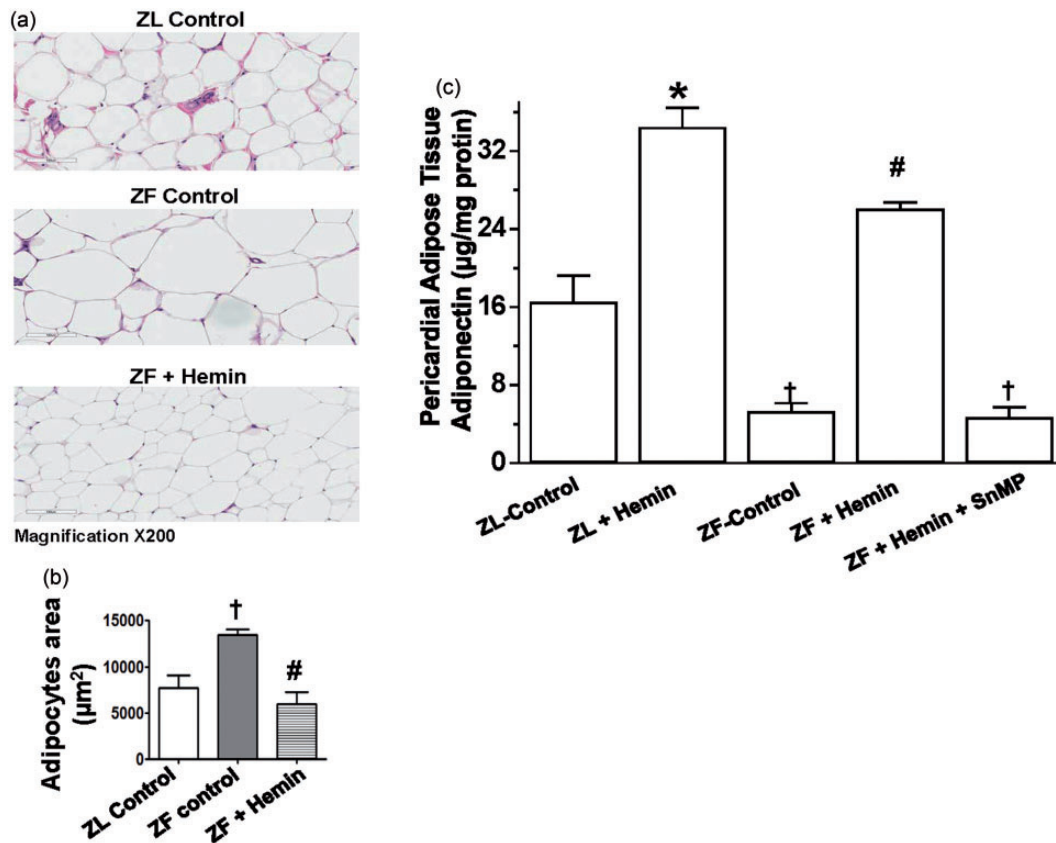 (a)
ZL Control
ZF Control
ZF + Hemin
Magnification X200
(b)
Adipocytes area
(µm²)
15000
10000
5000
0
†
#
ZL Control
ZF control
ZF + Hemin
(c)
Pericardial Adipose Tissue
Adiponectin (µg/mg protin)
32
24
16
8
0
*
†
#
†
ZL-Control
ZL + Hemin
ZF-Control
ZF + Hemin
ZF + Hemin + SnMP